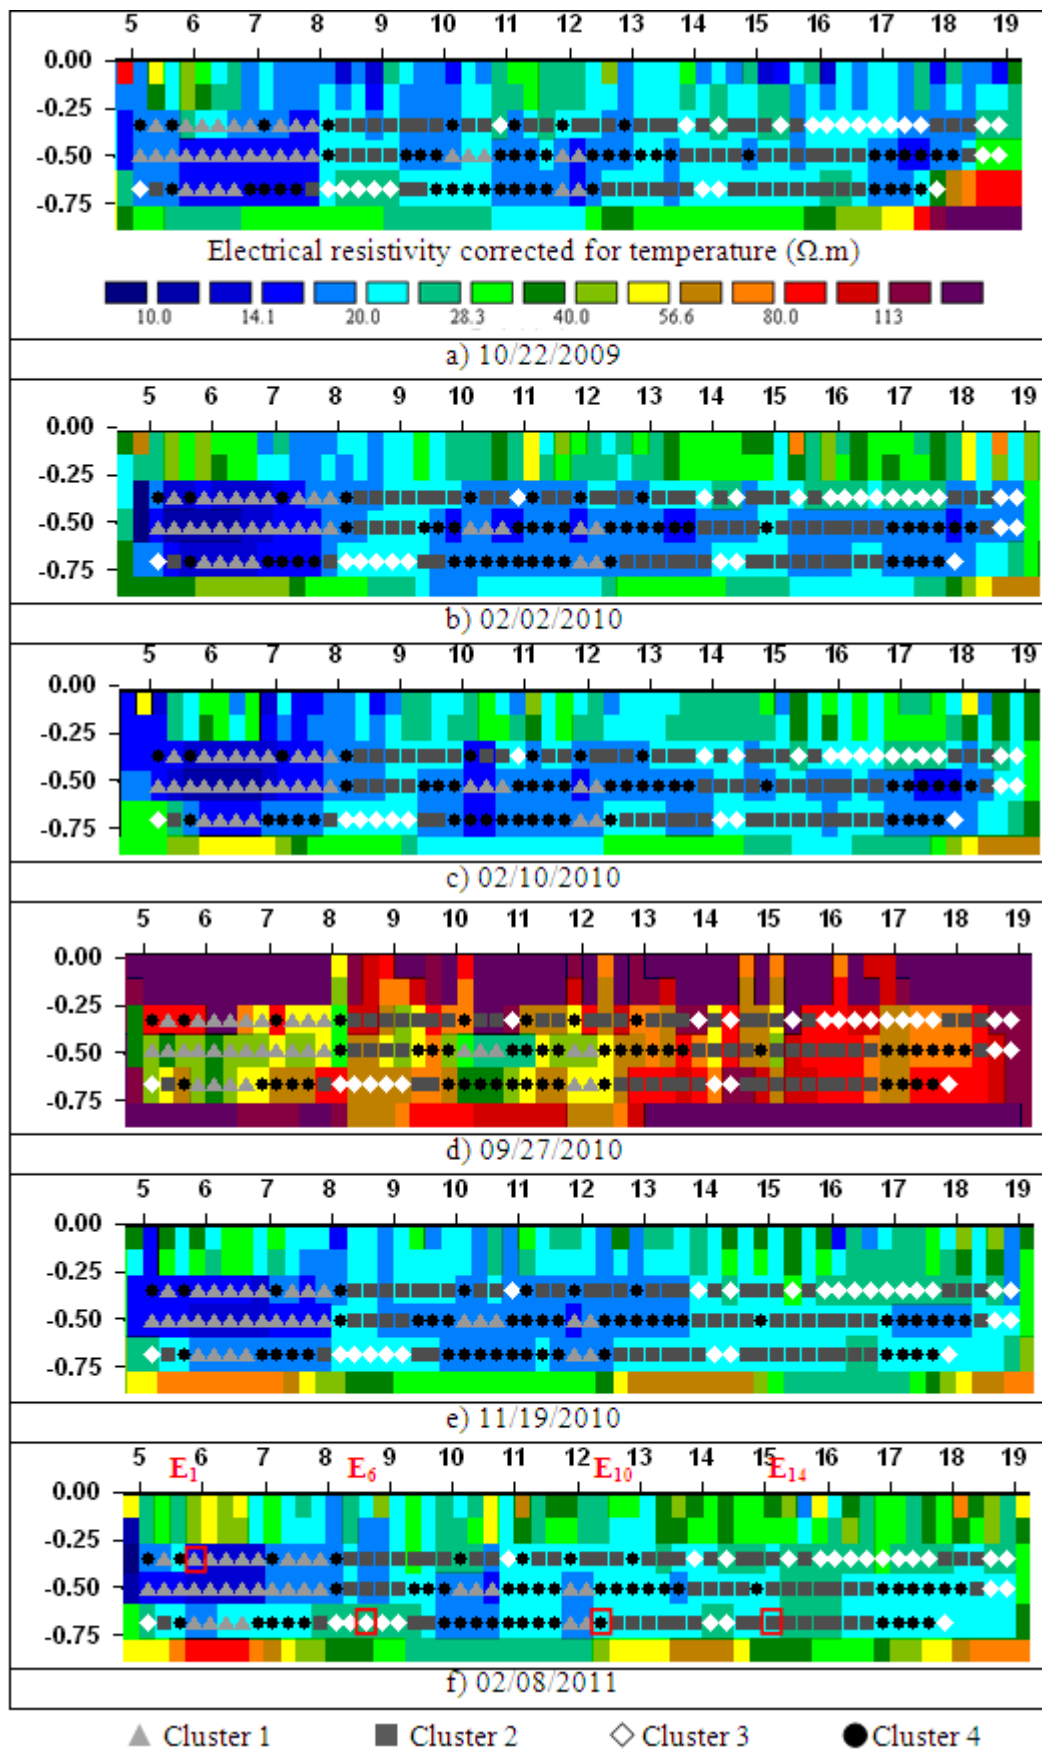 5 6 7 8 9 10 11 12 13 14 15 16 17 18 19
0.00
-0.25
-0.50
-0.75
Electrical resistivity corrected for temperature (Ω.m)
10.0 14.1 20.0 28.3 40.0 56.6 80.0 113
a) 10/22/2009
5 6 7 8 9 10 11 12 13 14 15 16 17 18 19
0.00
-0.25
-0.50
-0.75
b) 02/02/2010
5 6 7 8 9 10 11 12 13 14 15 16 17 18 19
0.00
-0.25
-0.50
-0.75
c) 02/10/2010
5 6 7 8 9 10 11 12 13 14 15 16 17 18 19
0.00
-0.25
-0.50
-0.75
d) 09/27/2010
5 6 7 8 9 10 11 12 13 14 15 16 17 18 19
0.00
-0.25
-0.50
-0.75
e) 11/19/2010
5 6 7 8 9 10 11 12 13 14 15 16 17 18 19
E1 E6 E10 E14
0.00
-0.25
-0.50
-0.75
f) 02/08/2011
Cluster 1 Cluster 2 Cluster 3 Cluster 4